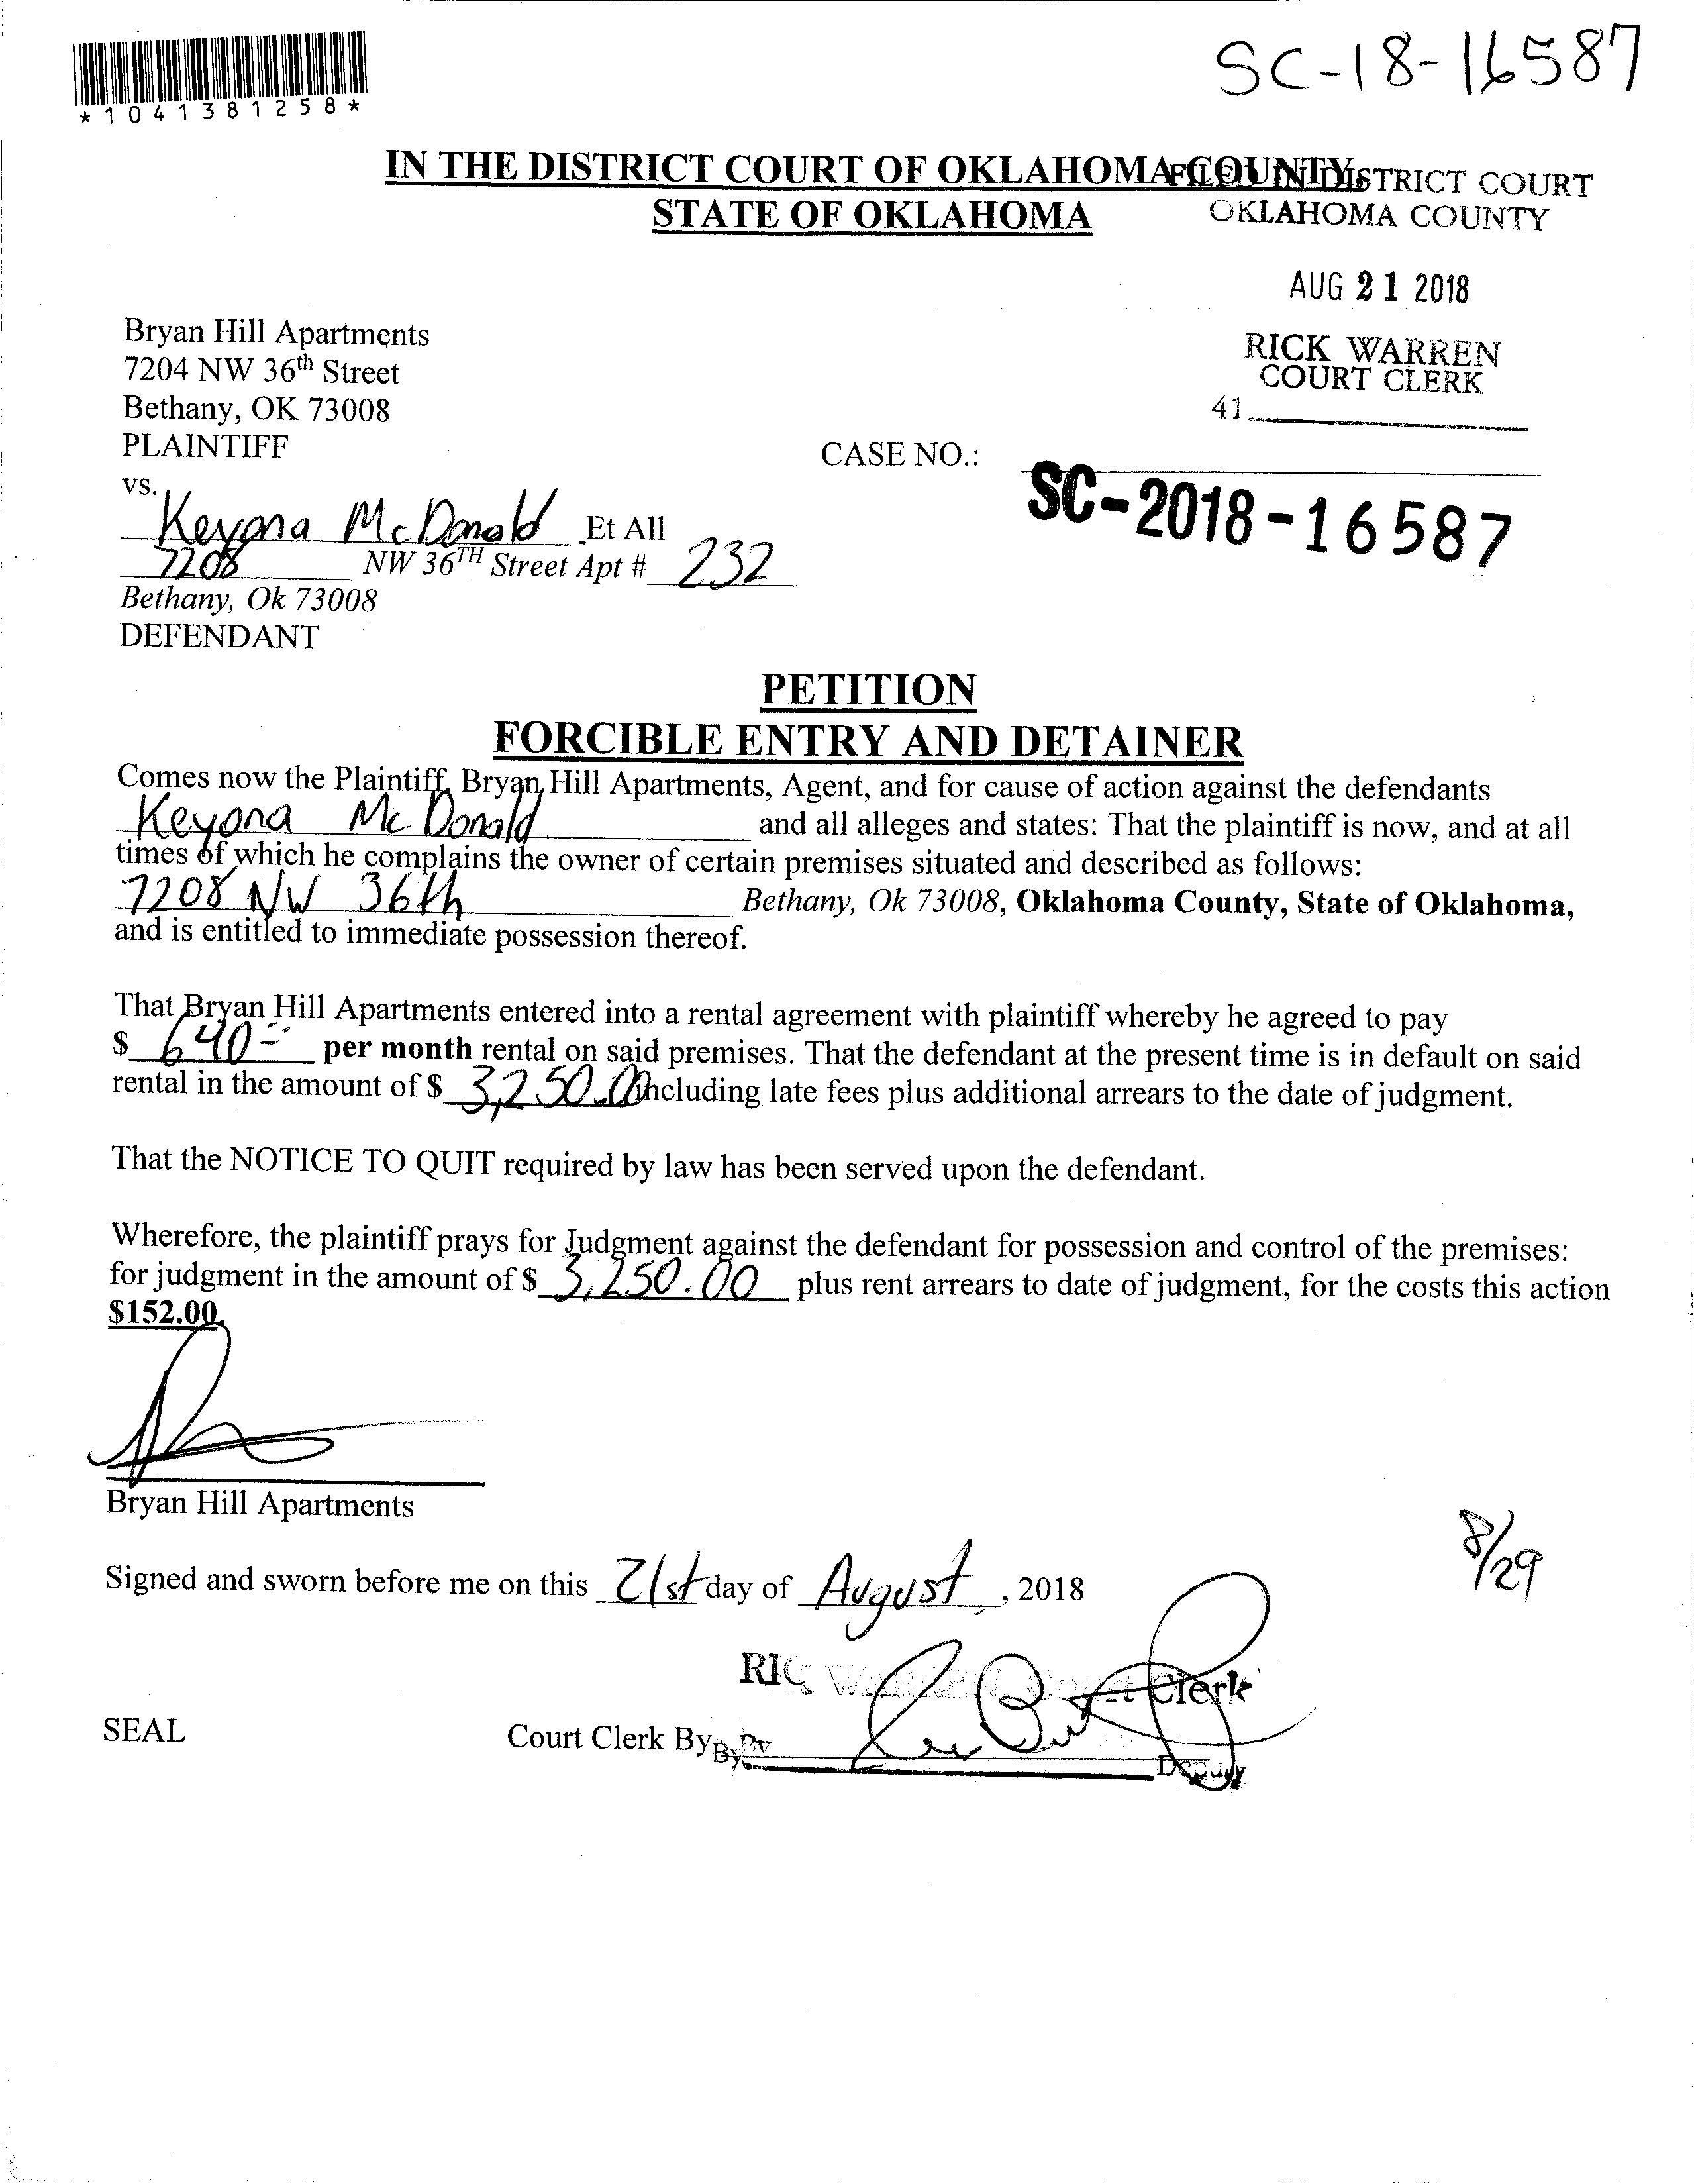 SC-18-16587
*1041381258*
IN THE DISTRICT COURT OF OKLAHOMA COUNTY
STATE OF OKLAHOMA
FILED IN DISTRICT COURT
OKLAHOMA COUNTY
AUG 21 2018
RICK WARREN
COURT CLERK
41
Bryan Hill Apartments
7204 NW 36th Street
Bethany, OK 73008
PLAINTIFF
CASE NO.:
SC-2018-16587
vs.
Keyona McDonald Et All
7208 NW 36TH Street Apt # 232
Bethany, Ok 73008
DEFENDANT
PETITION
FORCIBLE ENTRY AND DETAINER
Comes now the Plaintiff, Bryan Hill Apartments, Agent, and for cause of action against the defendants
Keyona McDonald and all alleges and states: That the plaintiff is now, and at all
times of which he complains the owner of certain premises situated and described as follows:
7208 NW 36th Bethany, Ok 73008, Oklahoma County, State of Oklahoma,
and is entitled to immediate possession thereof.
That Bryan Hill Apartments entered into a rental agreement with plaintiff whereby he agreed to pay
$ 640 per month rental on said premises. That the defendant at the present time is in default on said
rental in the amount of $ 3,250.00 including late fees plus additional arrears to the date of judgment.
That the NOTICE TO QUIT required by law has been served upon the defendant.
Wherefore, the plaintiff prays for Judgment against the defendant for possession and control of the premises:
for judgment in the amount of $ 3,250.00 plus rent arrears to date of judgment, for the costs this action
$152.00.
Bryan Hill Apartments
8/29
Signed and sworn before me on this 21st day of August, 2018
RICK WARREN, Court Clerk
SEAL
Court Clerk By By By
Deputy